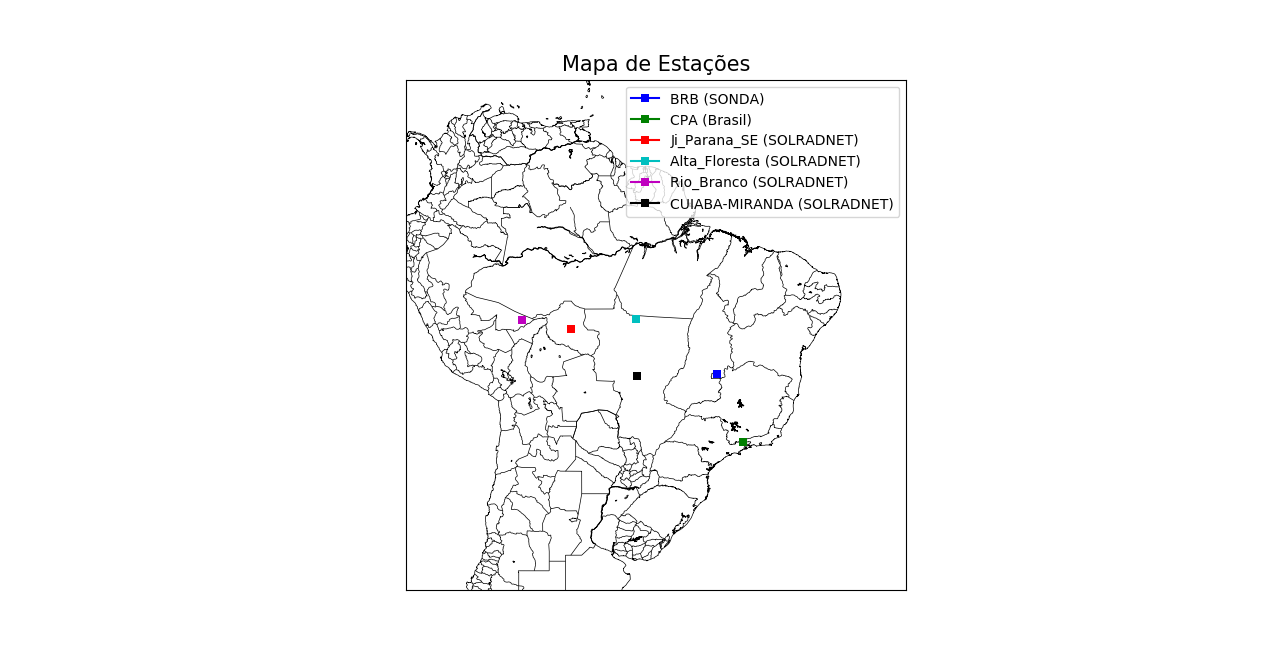 Mapa de Estações
BRB (SONDA)
CPA (Brasil)
Ji_Parana_SE (SOLRADNET)
Alta_Floresta (SOLRADNET)
Rio_Branco (SOLRADNET)
CUIABA-MIRANDA (SOLRADNET)